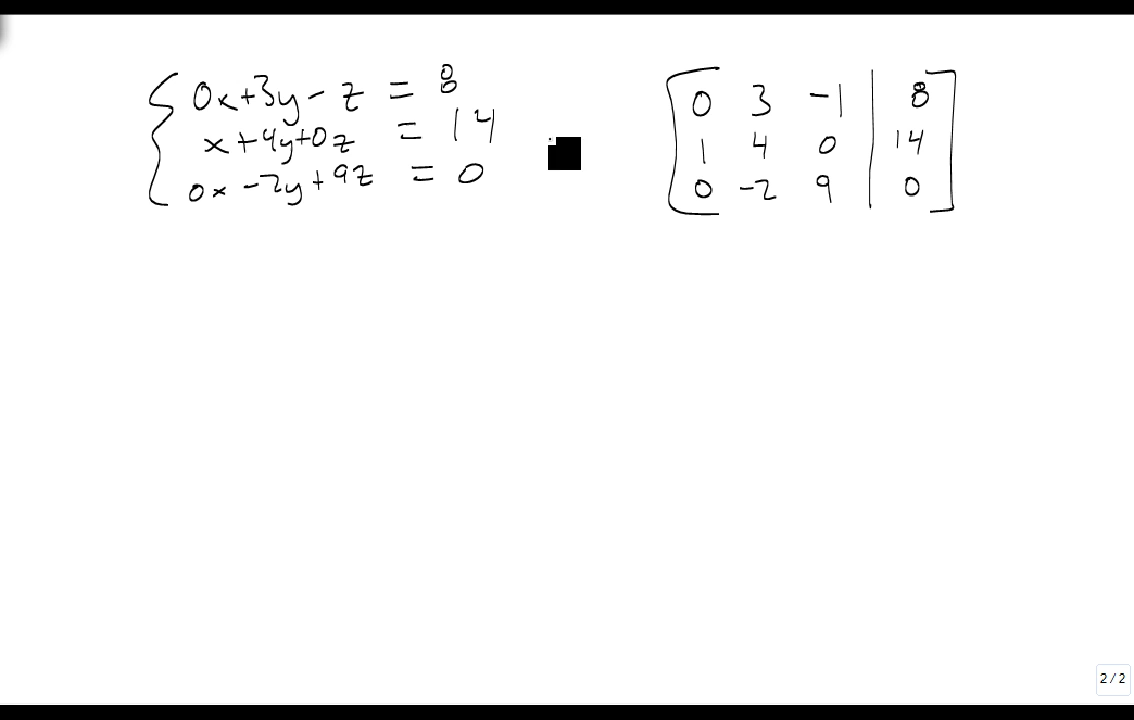 0x+3y-z = 8
x+4y+0z = 14
0x-2y+9z = 0
0 3 -1 | 8
1 4 0 | 14
0 -2 9 | 0
2/2